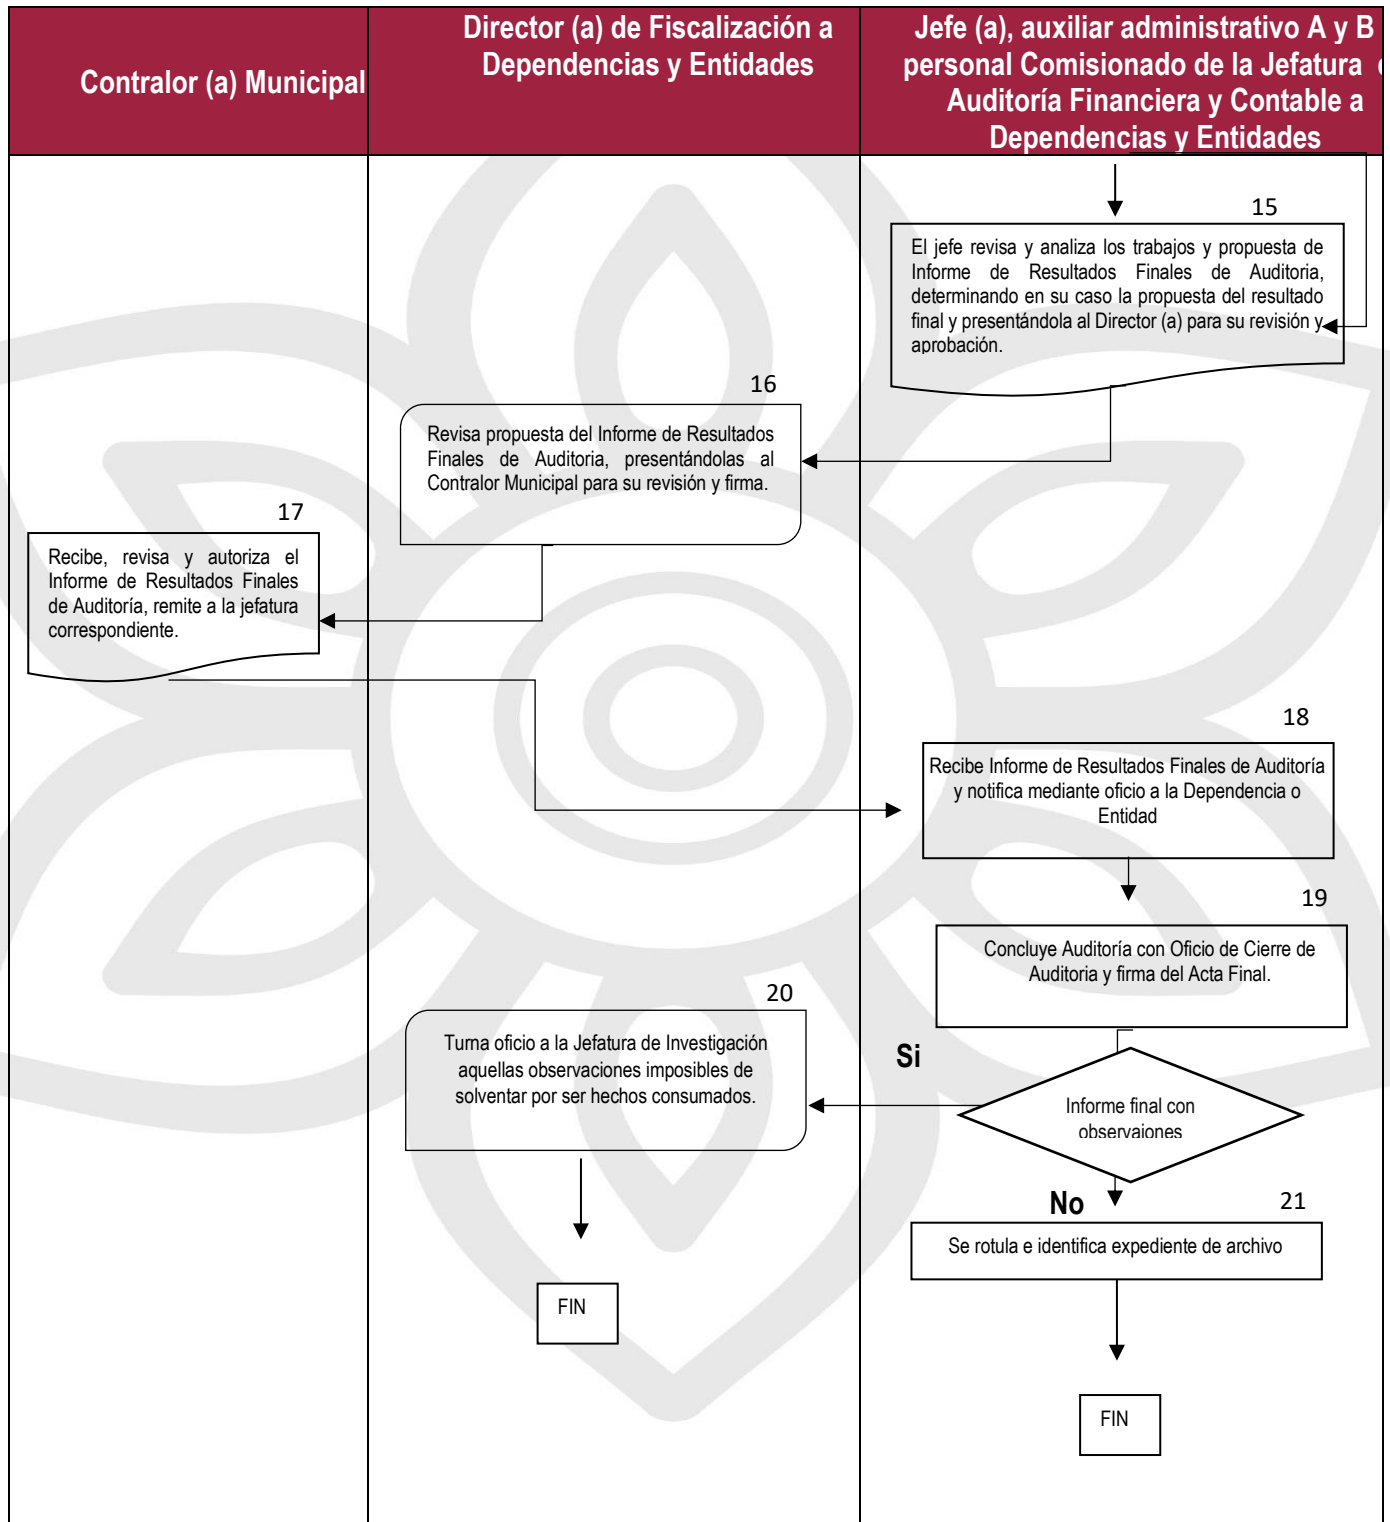 Contralor (a) Municipal
Director (a) de Fiscalización a
Dependencias y Entidades
Jefe (a), auxiliar administrativo A y B
personal Comisionado de la Jefatura
Auditoría Financiera y Contable a
Dependencias y Entidades
15
El jefe revisa y analiza los trabajos y propuesta de
Informe de Resultados Finales de Auditoria,
determinando en su caso la propuesta del resultado
final y presentándola al Director (a) para su revisión y
aprobación.
16
Revisa propuesta del Informe de Resultados
Finales de Auditoria, presentándolas al
Contralor Municipal para su revisión y firma.
17
Recibe, revisa y autoriza el
Informe de Resultados Finales
de Auditoría, remite a la jefatura
correspondiente.
18
Recibe Informe de Resultados Finales de Auditoría
y notifica mediante oficio a la Dependencia o
Entidad
19
Concluye Auditoría con Oficio de Cierre de
Auditoria y firma del Acta Final.
20
Turna oficio a la Jefatura de Investigación
aquellas observaciones imposibles de
solventar por ser hechos consumados.
Si
Informe final con
observaiones
No
21
Se rotula e identifica expediente de archivo
FIN
FIN